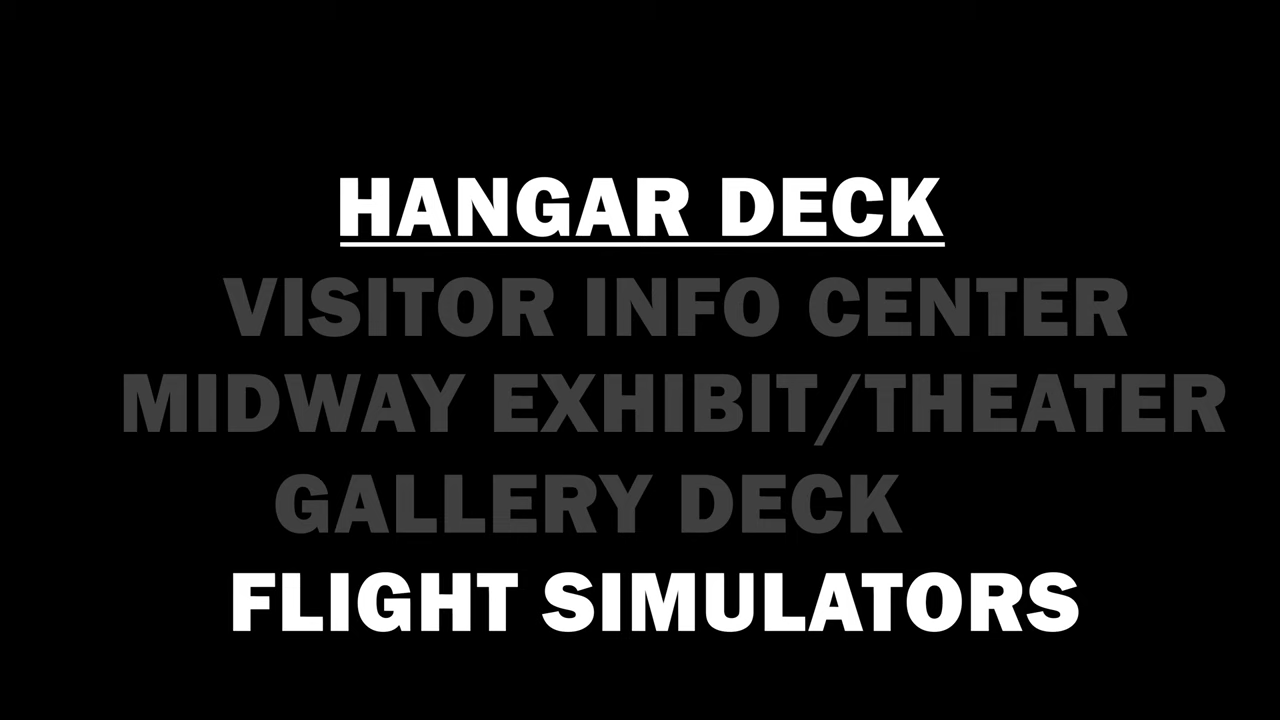 HANGAR DECK
VISITOR INFO CENTER
MIDWAY EXHIBIT/THEATER
GALLERY DECK
FLIGHT SIMULATORS